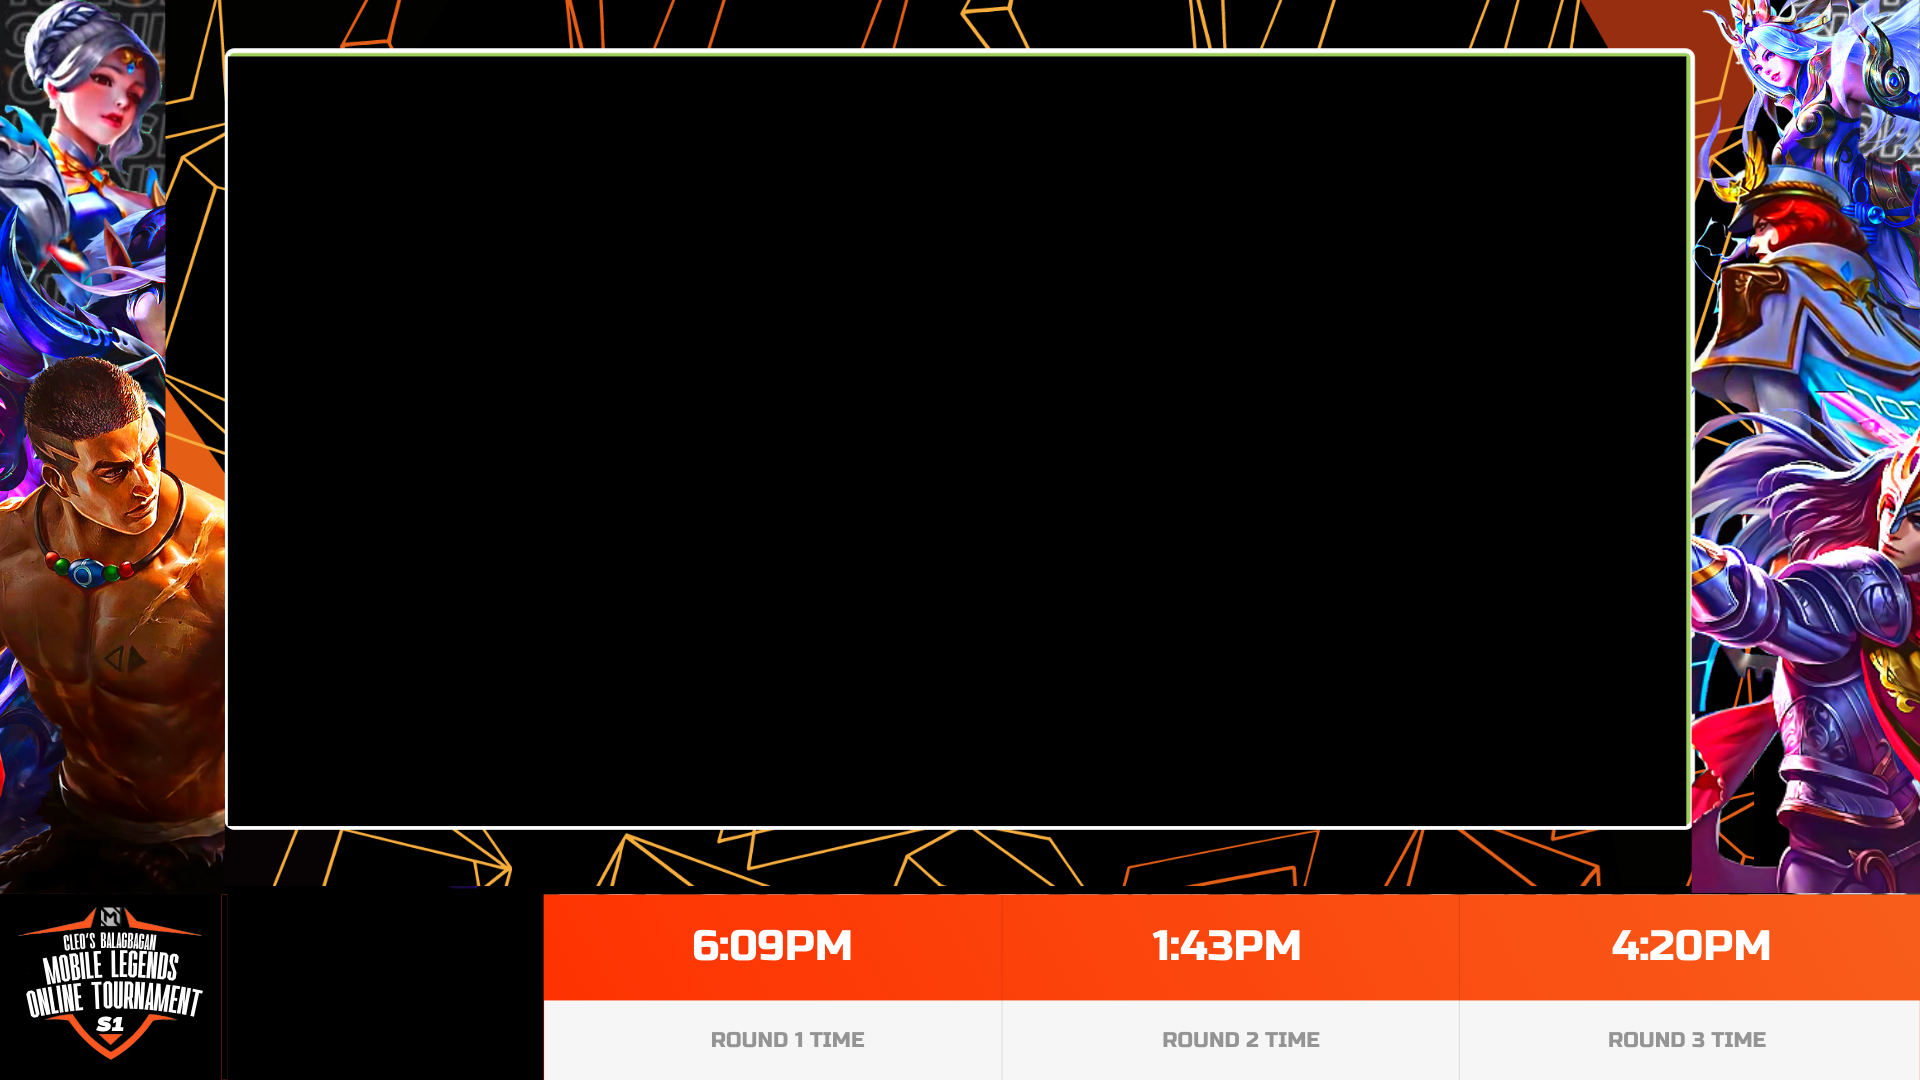 6:09PM
1:43PM
4:20PM
ROUND 1 TIME
ROUND 2 TIME
ROUND 3 TIME
CLEO'S BALAGBAGAN
MOBILE LEGENDS
ONLINE TOURNAMENT
S1